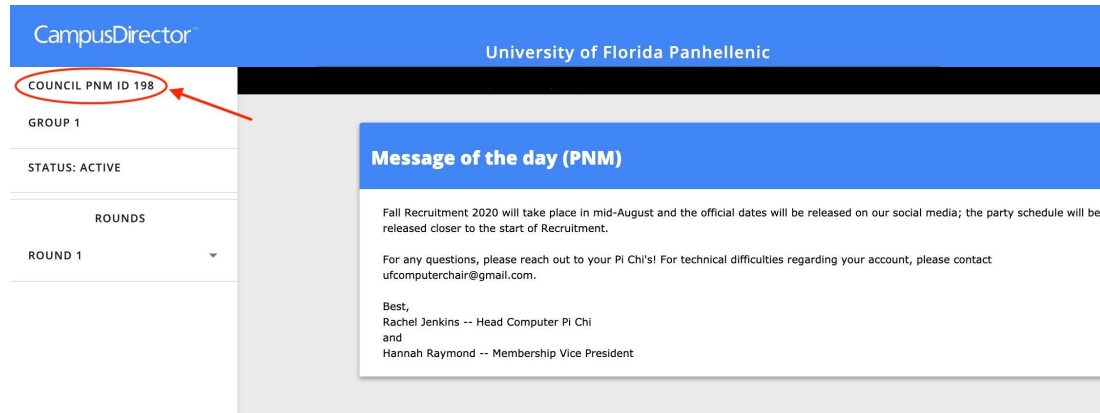 CampusDirector™
University of Florida Panhellenic
COUNCIL PNM ID 198
GROUP 1
STATUS: ACTIVE
ROUNDS
ROUND 1
Message of the day (PNM)
Fall Recruitment 2020 will take place in mid-August and the official dates will be released on our social media; the party schedule will be
released closer to the start of Recruitment.
For any questions, please reach out to your Pi Chi's! For technical difficulties regarding your account, please contact
ufcomputerchair@gmail.com.
Best,
Rachel Jenkins -- Head Computer Pi Chi
and
Hannah Raymond -- Membership Vice President